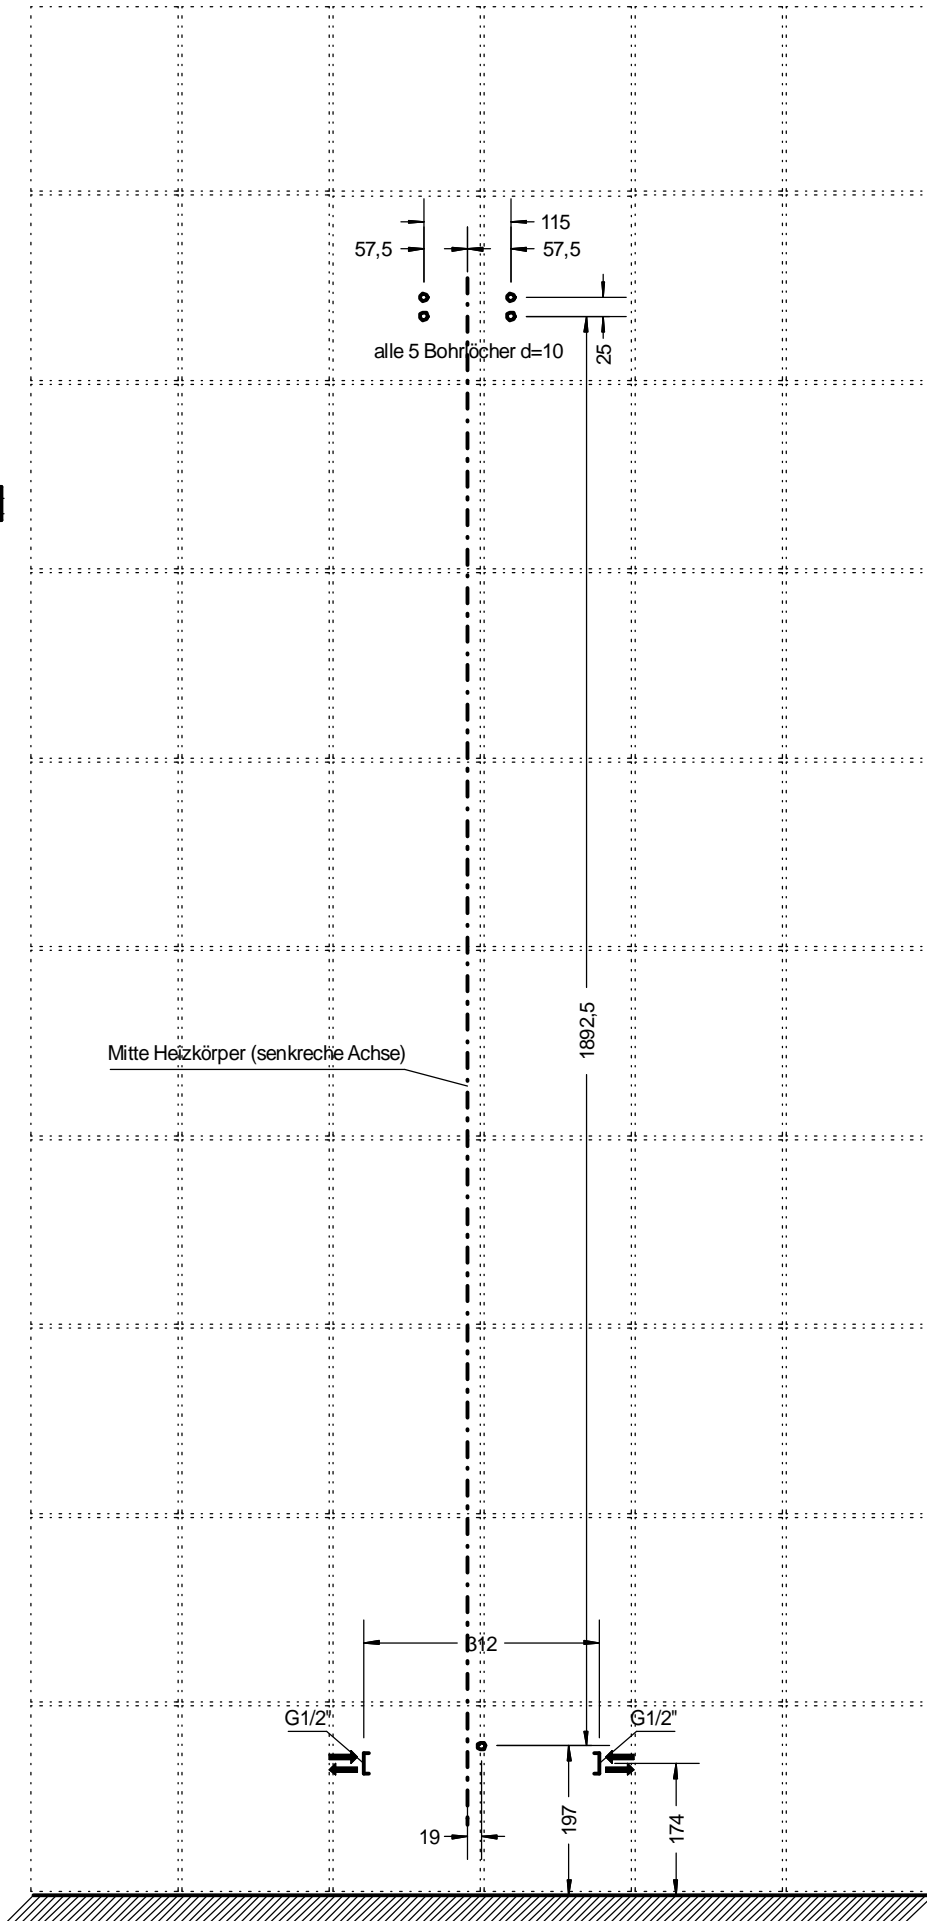 115
57,5
57,5
alle 5 Bohrlöcher d=10
25
1892,5
Mitte Heizkörper (senkreche Achse)
312
G1/2"
G1/2"
19
197
174